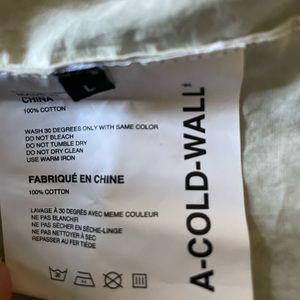 L
CHINA
100% COTTON
WASH 30 DEGREES ONLY WITH SAME COLOR
DO NOT BLEACH
DO NOT TUMBLE DRY
DO NOT DRY CLEAN
USE WARM IRON
FABRIQUÉ EN CHINE
100% COTTON
LAVAGE À 30 DEGRÉS AVEC MEME COULEUR
NE PAS BLANCHIR
NE PAS SÉCHER EN SÈCHE-LINGE
NE PAS NETTOYER À SEC
REPASSER AU FER TIÈDE
A-COLD-WALL*